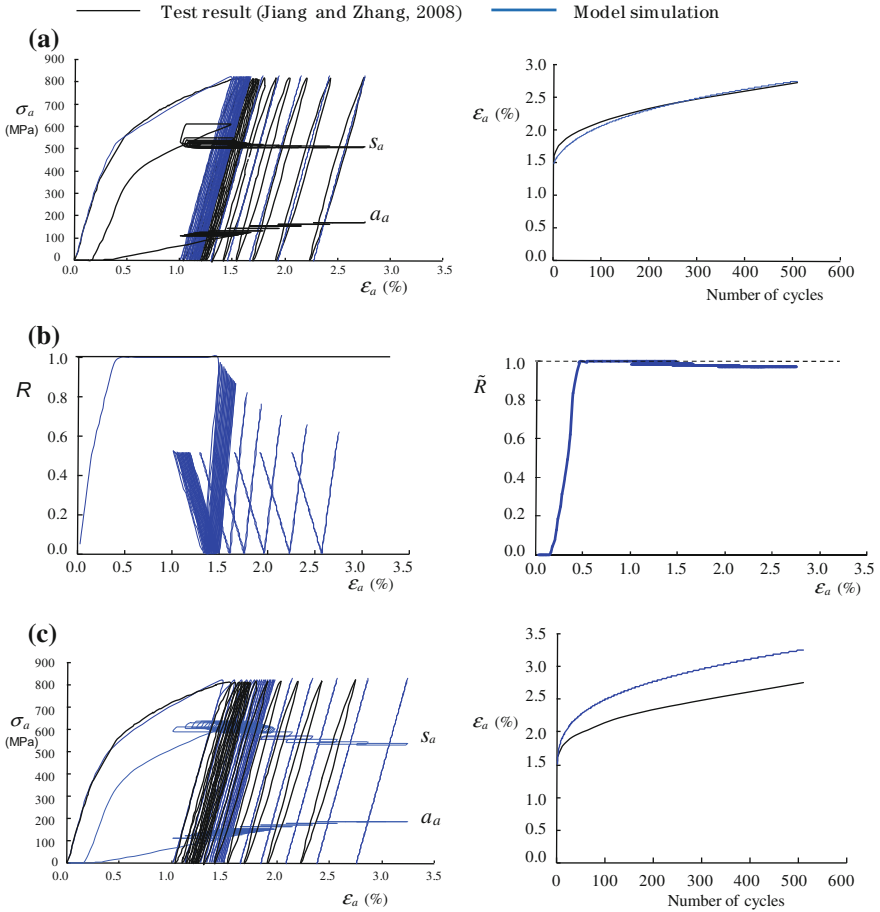 Test result (Jiang and Zhang, 2008) Model simulation
(a)
900
800
700
600
500
400
300
200
100
0
σa
(MPa)
sa
aa
0.0 0.5 1.0 1.5 2.0 2.5 3.0 3.5
εa (%)
3.0
2.5
2.0
1.5
1.0
0.5
0.0
εa (%)
0 100 200 300 400 500 600
Number of cycles
(b)
1.0
0.8
0.6
0.4
0.2
0.0
R
0.0 0.5 1.0 1.5 2.0 2.5 3.0 3.5
εa (%)
1.0
0.8
0.6
0.4
0.2
0.0
R̃
0.0 0.5 1.0 1.5 2.0 2.5 3.0 3.5
εa (%)
(c)
900
800
700
600
500
400
300
200
100
0
σa
(MPa)
sa
aa
0.0 0.5 1.0 1.5 2.0 2.5 3.0 3.5
εa (%)
3.5
3.0
2.5
2.0
1.5
1.0
0.5
0.0
εa (%)
0 100 200 300 400 500 600
Number of cycles